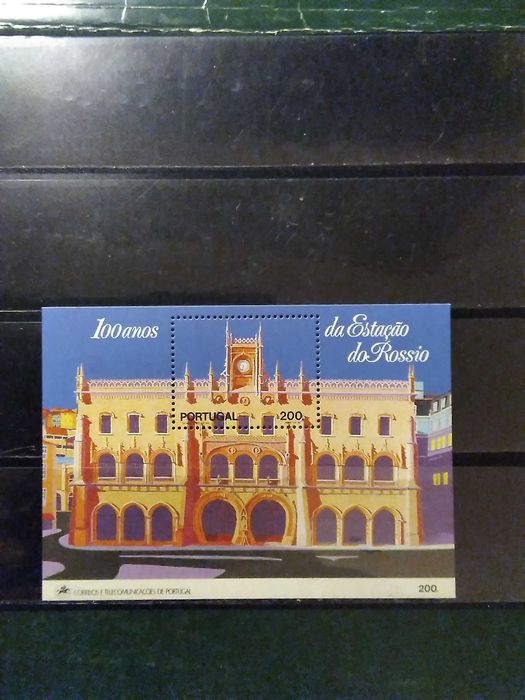 100 anos
da Estação
do Rossio
PORTUGAL 200.
CORREIOS E TELECOMUNICAÇÕES DE PORTUGAL 200.